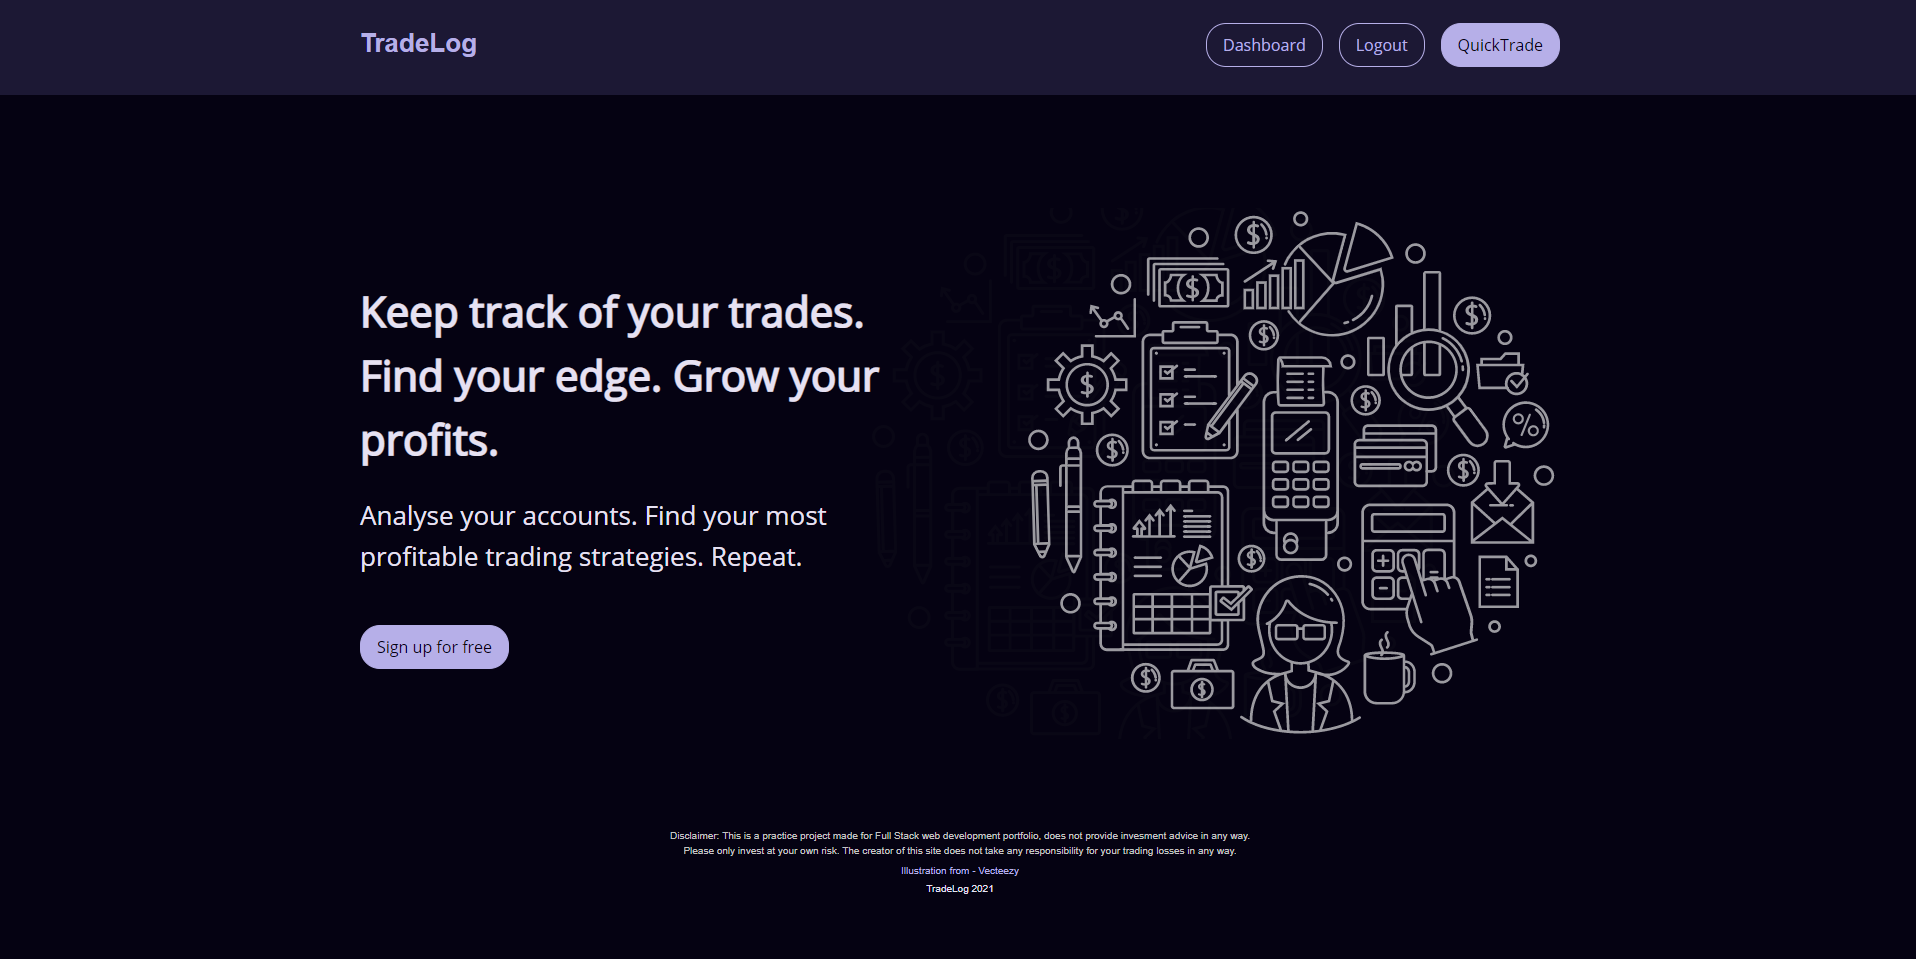 TradeLog
Dashboard
Logout
QuickTrade
Keep track of your trades.
Find your edge. Grow your
profits.
Analyse your accounts. Find your most
profitable trading strategies. Repeat.
Sign up for free
Disclaimer: This is a practice project made for Full Stack web development portfolio, does not provide invesment advice in any way.
Please only invest at your own risk. The creator of this site does not take any responsibility for your trading losses in any way.
Illustration from - Vecteezy
TradeLog 2021